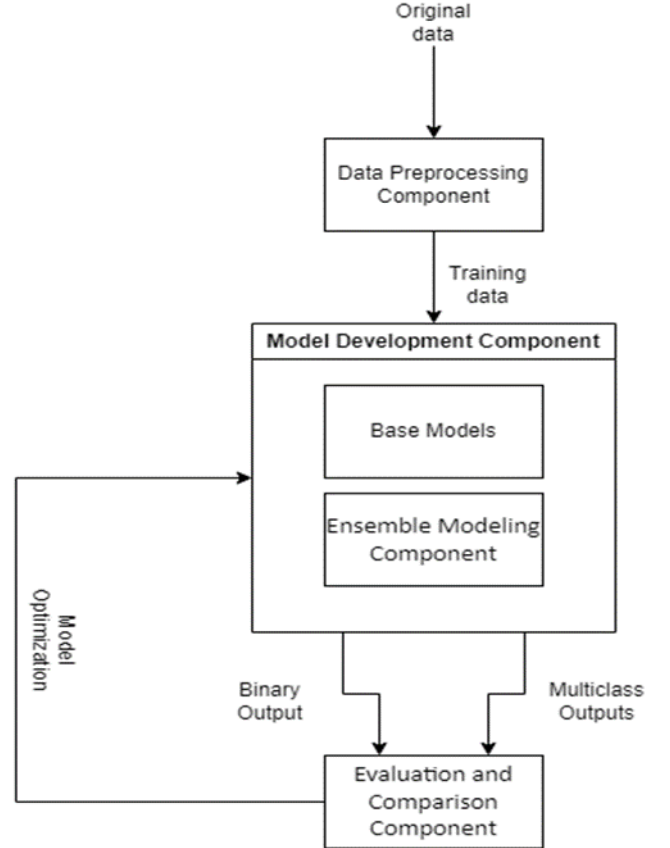 Original
data
Data Preprocessing
Component
Training
data
Model Development Component
Base Models
Ensemble Modeling
Component
Model
Optimization
Binary
Output
Multiclass
Outputs
Evaluation and
Comparison
Component